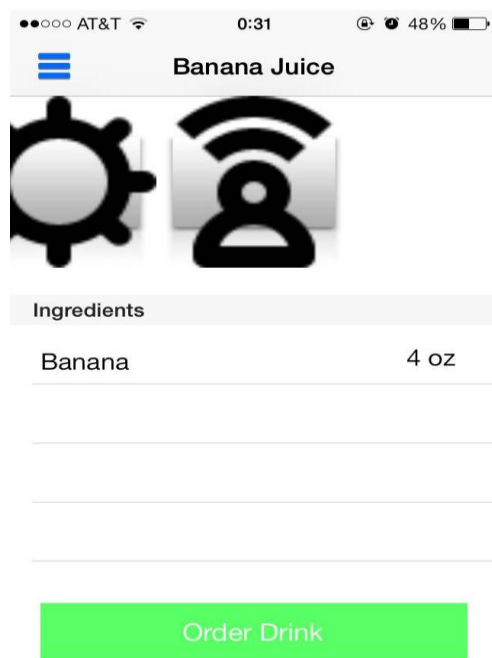 AT&T 0:31 48%
Banana Juice
Ingredients
Banana 4 oz
Order Drink